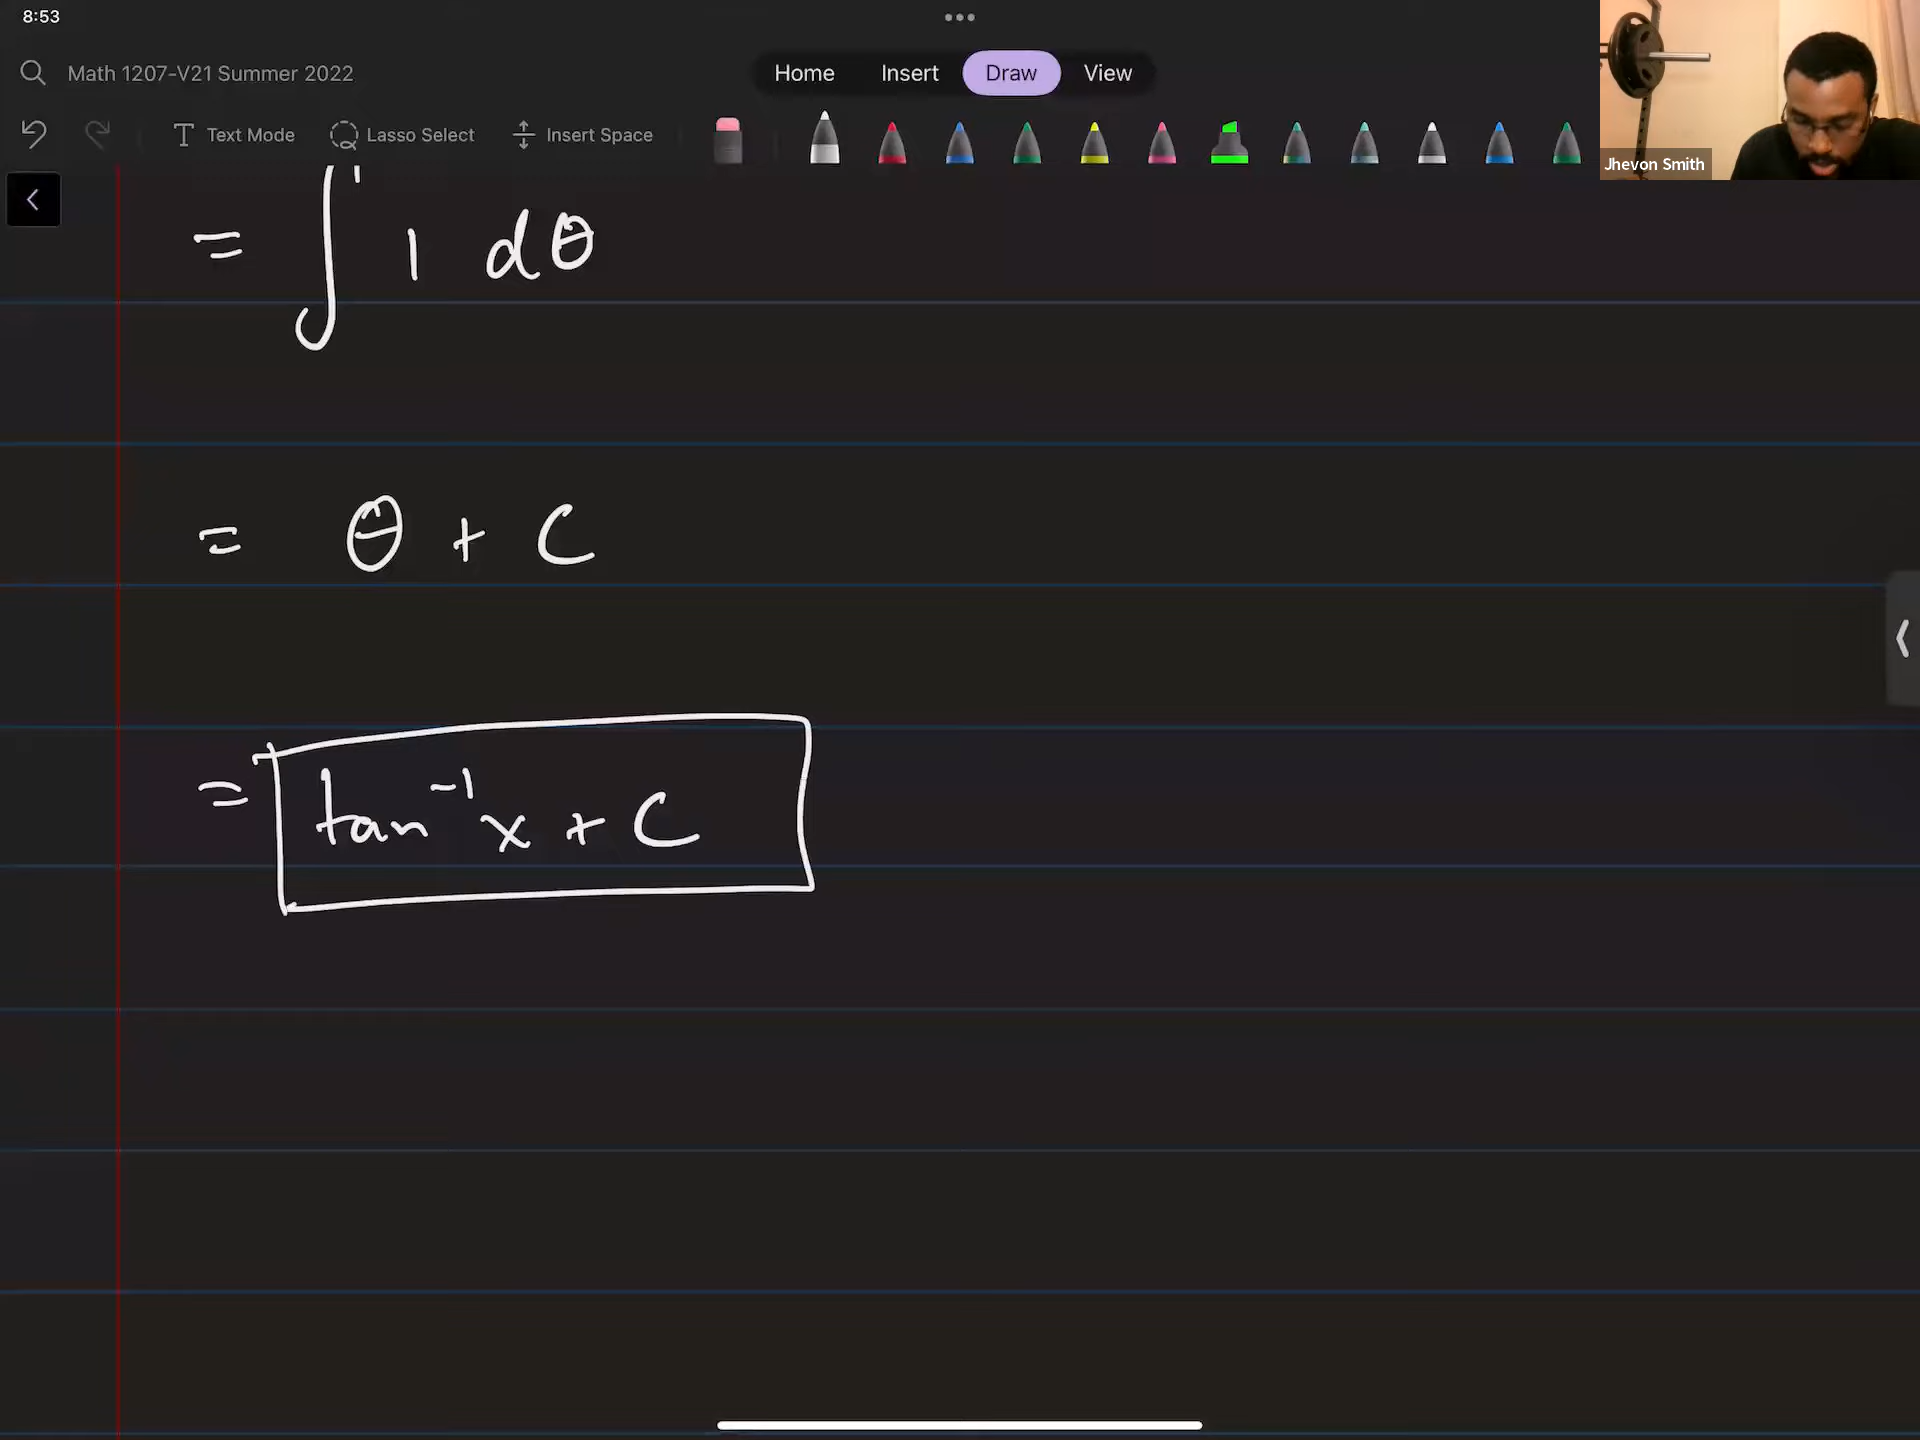 8:53
Math 1207-V21 Summer 2022
Home Insert Draw View
Text Mode Lasso Select Insert Space
Jhevon Smith
= ∫ 1 dθ
= θ + C
= tan⁻¹x + C